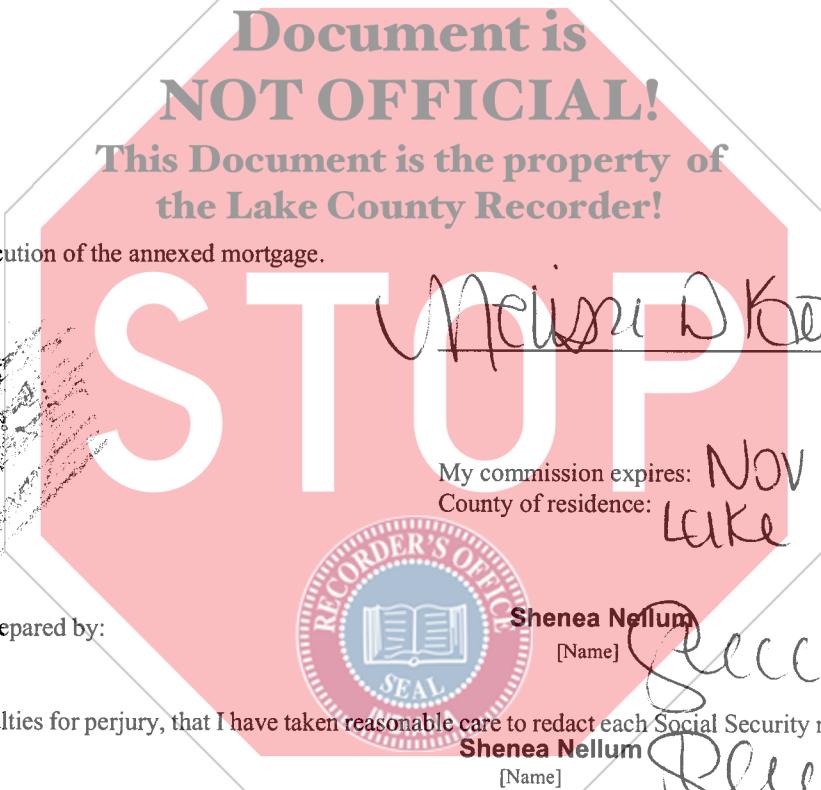 Document is
NOT OFFICIAL!
This Document is the property of
the Lake County Recorder!
cution of the annexed mortgage.
STOP
My commission expires: Nov
County of residence: Lake
RECORDER'S OFFICE
SEAL
INDIANA
epared by:
Shenea Nellum
[Name]
lties for perjury, that I have taken reasonable care to redact each Social Security
Shenea Nellum
[Name]